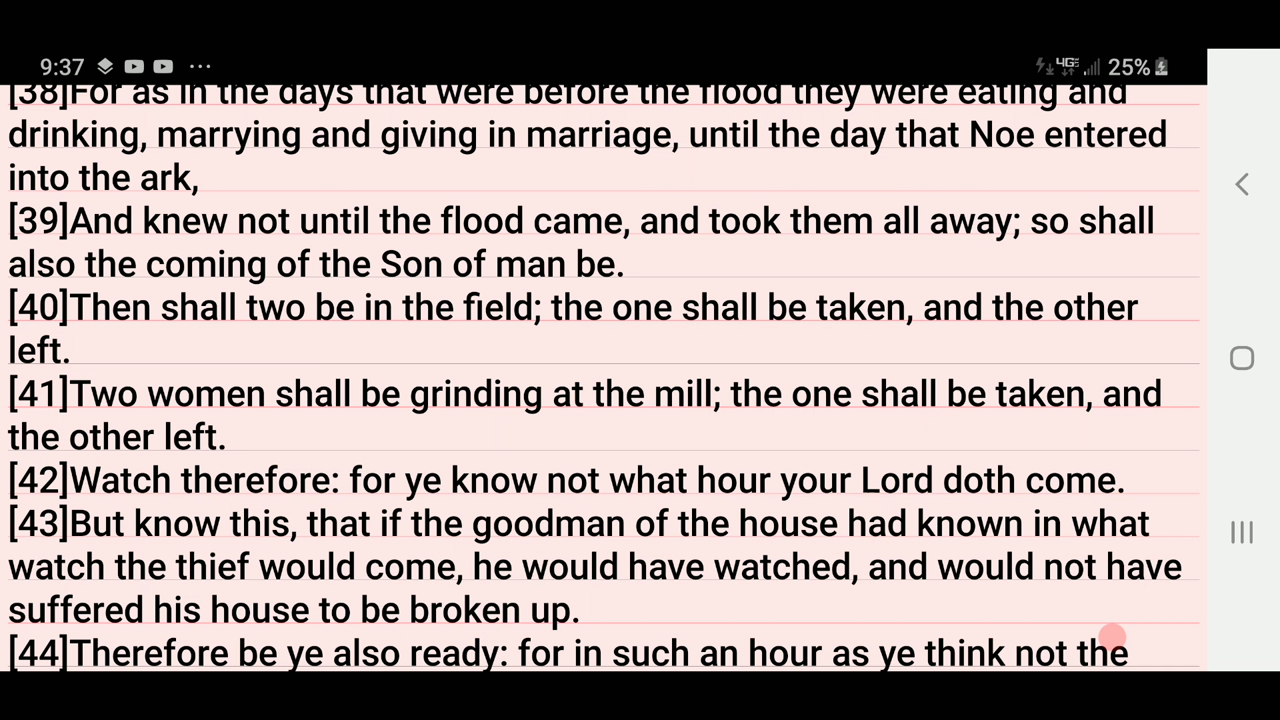 9:37 ... 4G 25%
[38]For as in the days that were before the flood they were eating and
drinking, marrying and giving in marriage, until the day that Noe entered
into the ark,
[39]And knew not until the flood came, and took them all away; so shall
also the coming of the Son of man be.
[40]Then shall two be in the field; the one shall be taken, and the other
left.
[41]Two women shall be grinding at the mill; the one shall be taken, and
the other left.
[42]Watch therefore: for ye know not what hour your Lord doth come.
[43]But know this, that if the goodman of the house had known in what
watch the thief would come, he would have watched, and would not have
suffered his house to be broken up.
[44]Therefore be ye also ready: for in such an hour as ye think not the